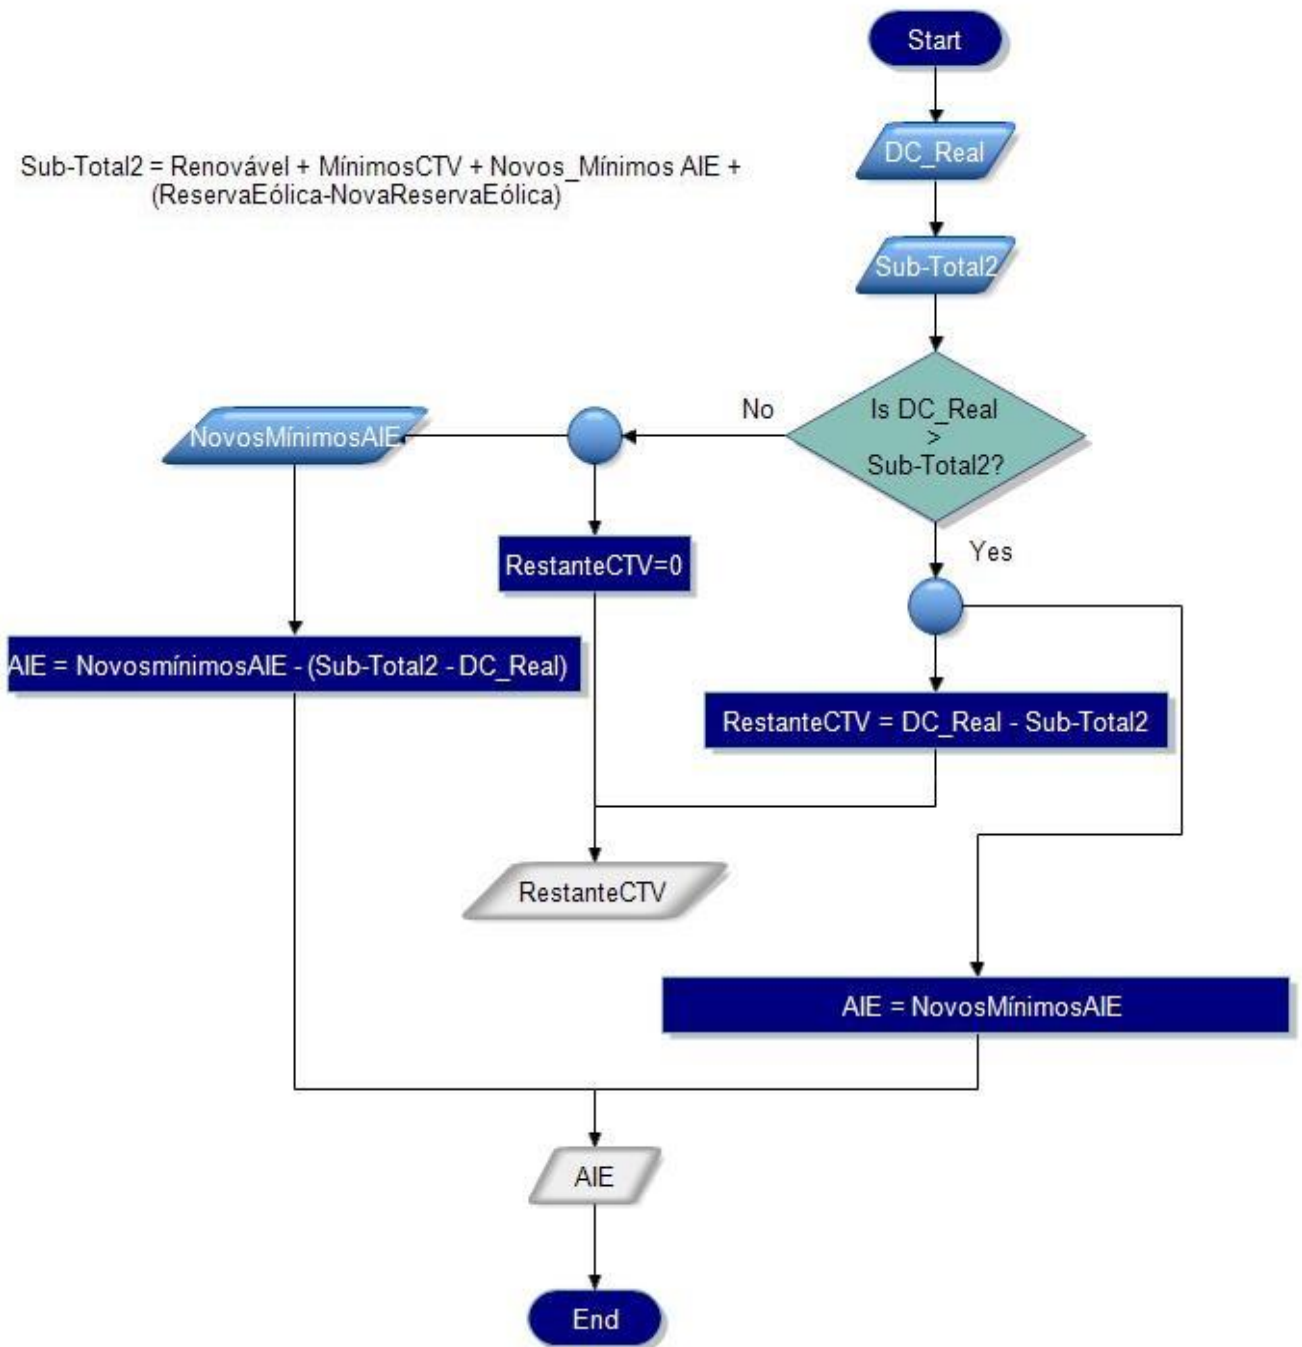 Start
DC_Real
Sub-Total2 = Renovável + MínimosCTV + Novos_Mínimos AIE +
(ReservaEólica-NovaReservaEólica)
Sub-Total2
Is DC_Real
>
Sub-Total2?
No
NovosMínimosAIE
Yes
RestanteCTV=0
AIE = NovosmínimosAIE - (Sub-Total2 - DC_Real)
RestanteCTV = DC_Real - Sub-Total2
RestanteCTV
AIE = NovosMínimosAIE
AIE
End